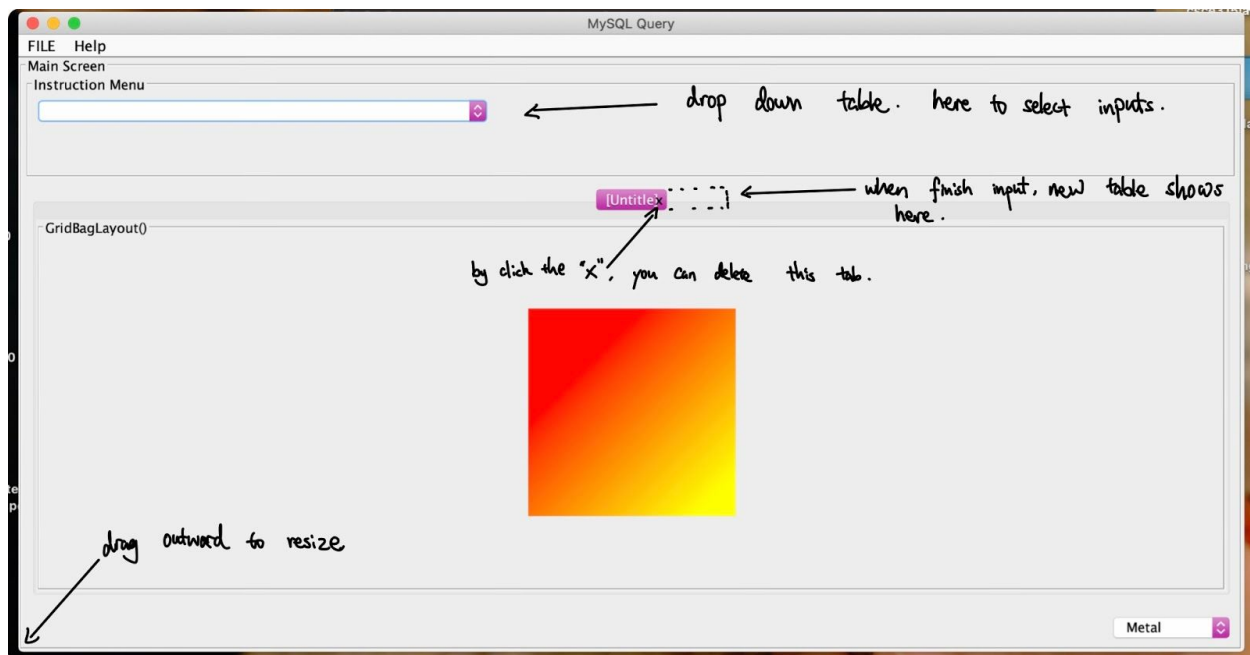 MySQL Query
FILE Help
Main Screen
Instruction Menu
drop down table. here to select inputs.
[Untitle x
when finish input, new table shows
here.
GridBagLayout()
by click the "x", you can delete this tab.
drag outward to resize
Metal